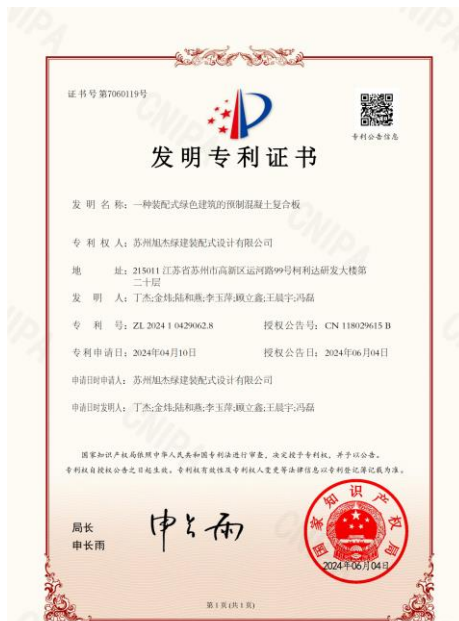 证书号第7060119号
专利公告信息
发明专利证书
发 明 名 称：一种装配式绿色建筑的预制混凝土复合板
专 利 权 人：苏州旭杰绿建装配式设计有限公司
地 址：215011 江苏省苏州市高新区运河路99号柯利达研发大楼第
二十层
发 明 人：丁杰;金炜;陆和燕;李玉萍;顾立鑫;王晨宇;冯磊
专 利 号：ZL 2024 1 0429062.8 授权公告号：CN 118029615 B
专利申请日：2024年04月10日 授权公告日：2024年06月04日
申请日时申请人：苏州旭杰绿建装配式设计有限公司
申请日时发明人：丁杰;金炜;陆和燕;李玉萍;顾立鑫;王晨宇;冯磊
国家知识产权局依照中华人民共和国专利法进行审查，决定授予专利权，并予以公告。
专利权自授权公告之日起生效。专利权有效性及专利权人变更等法律信息以专利登记簿记载为准。
局长
申长雨
申长雨
国家知识产权局
2024年06月04日
第 1 页 (共 1 页)
CNIPA